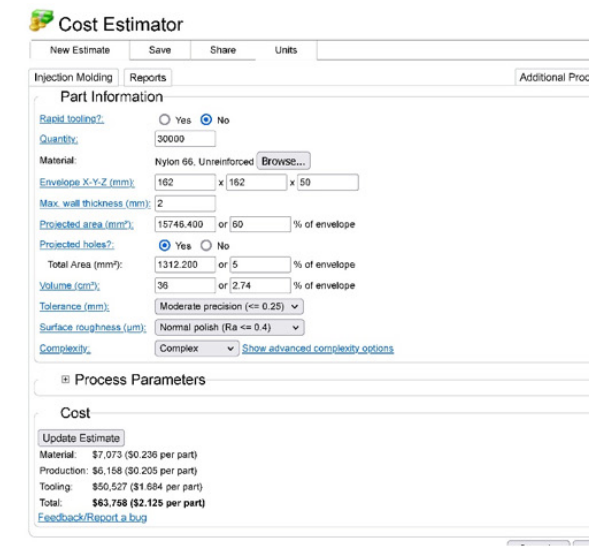 Cost Estimator
New Estimate Save Share Units
Injection Molding Reports Additional Proc
Part Information
Rapid tooling?: Yes No
Quantity: 30000
Material: Nylon 66, Unreinforced Browse...
Envelope X-Y-Z (mm): 162 x 162 x 50
Max. wall thickness (mm): 2
Projected area (mm²): 15746.400 or 60 % of envelope
Projected holes?: Yes No
Total Area (mm²): 1312.200 or 5 % of envelope
Volume (cm³): 36 or 2.74 % of envelope
Tolerance (mm): Moderate precision (<= 0.25)
Surface roughness (µm): Normal polish (Ra <= 0.4)
Complexity: Complex Show advanced complexity options
Process Parameters
Cost
Update Estimate
Material: $7,073 ($0.236 per part)
Production: $6,158 ($0.205 per part)
Tooling: $50,527 ($1.684 per part)
Total: $63,758 ($2.125 per part)
Feedback/Report a bug